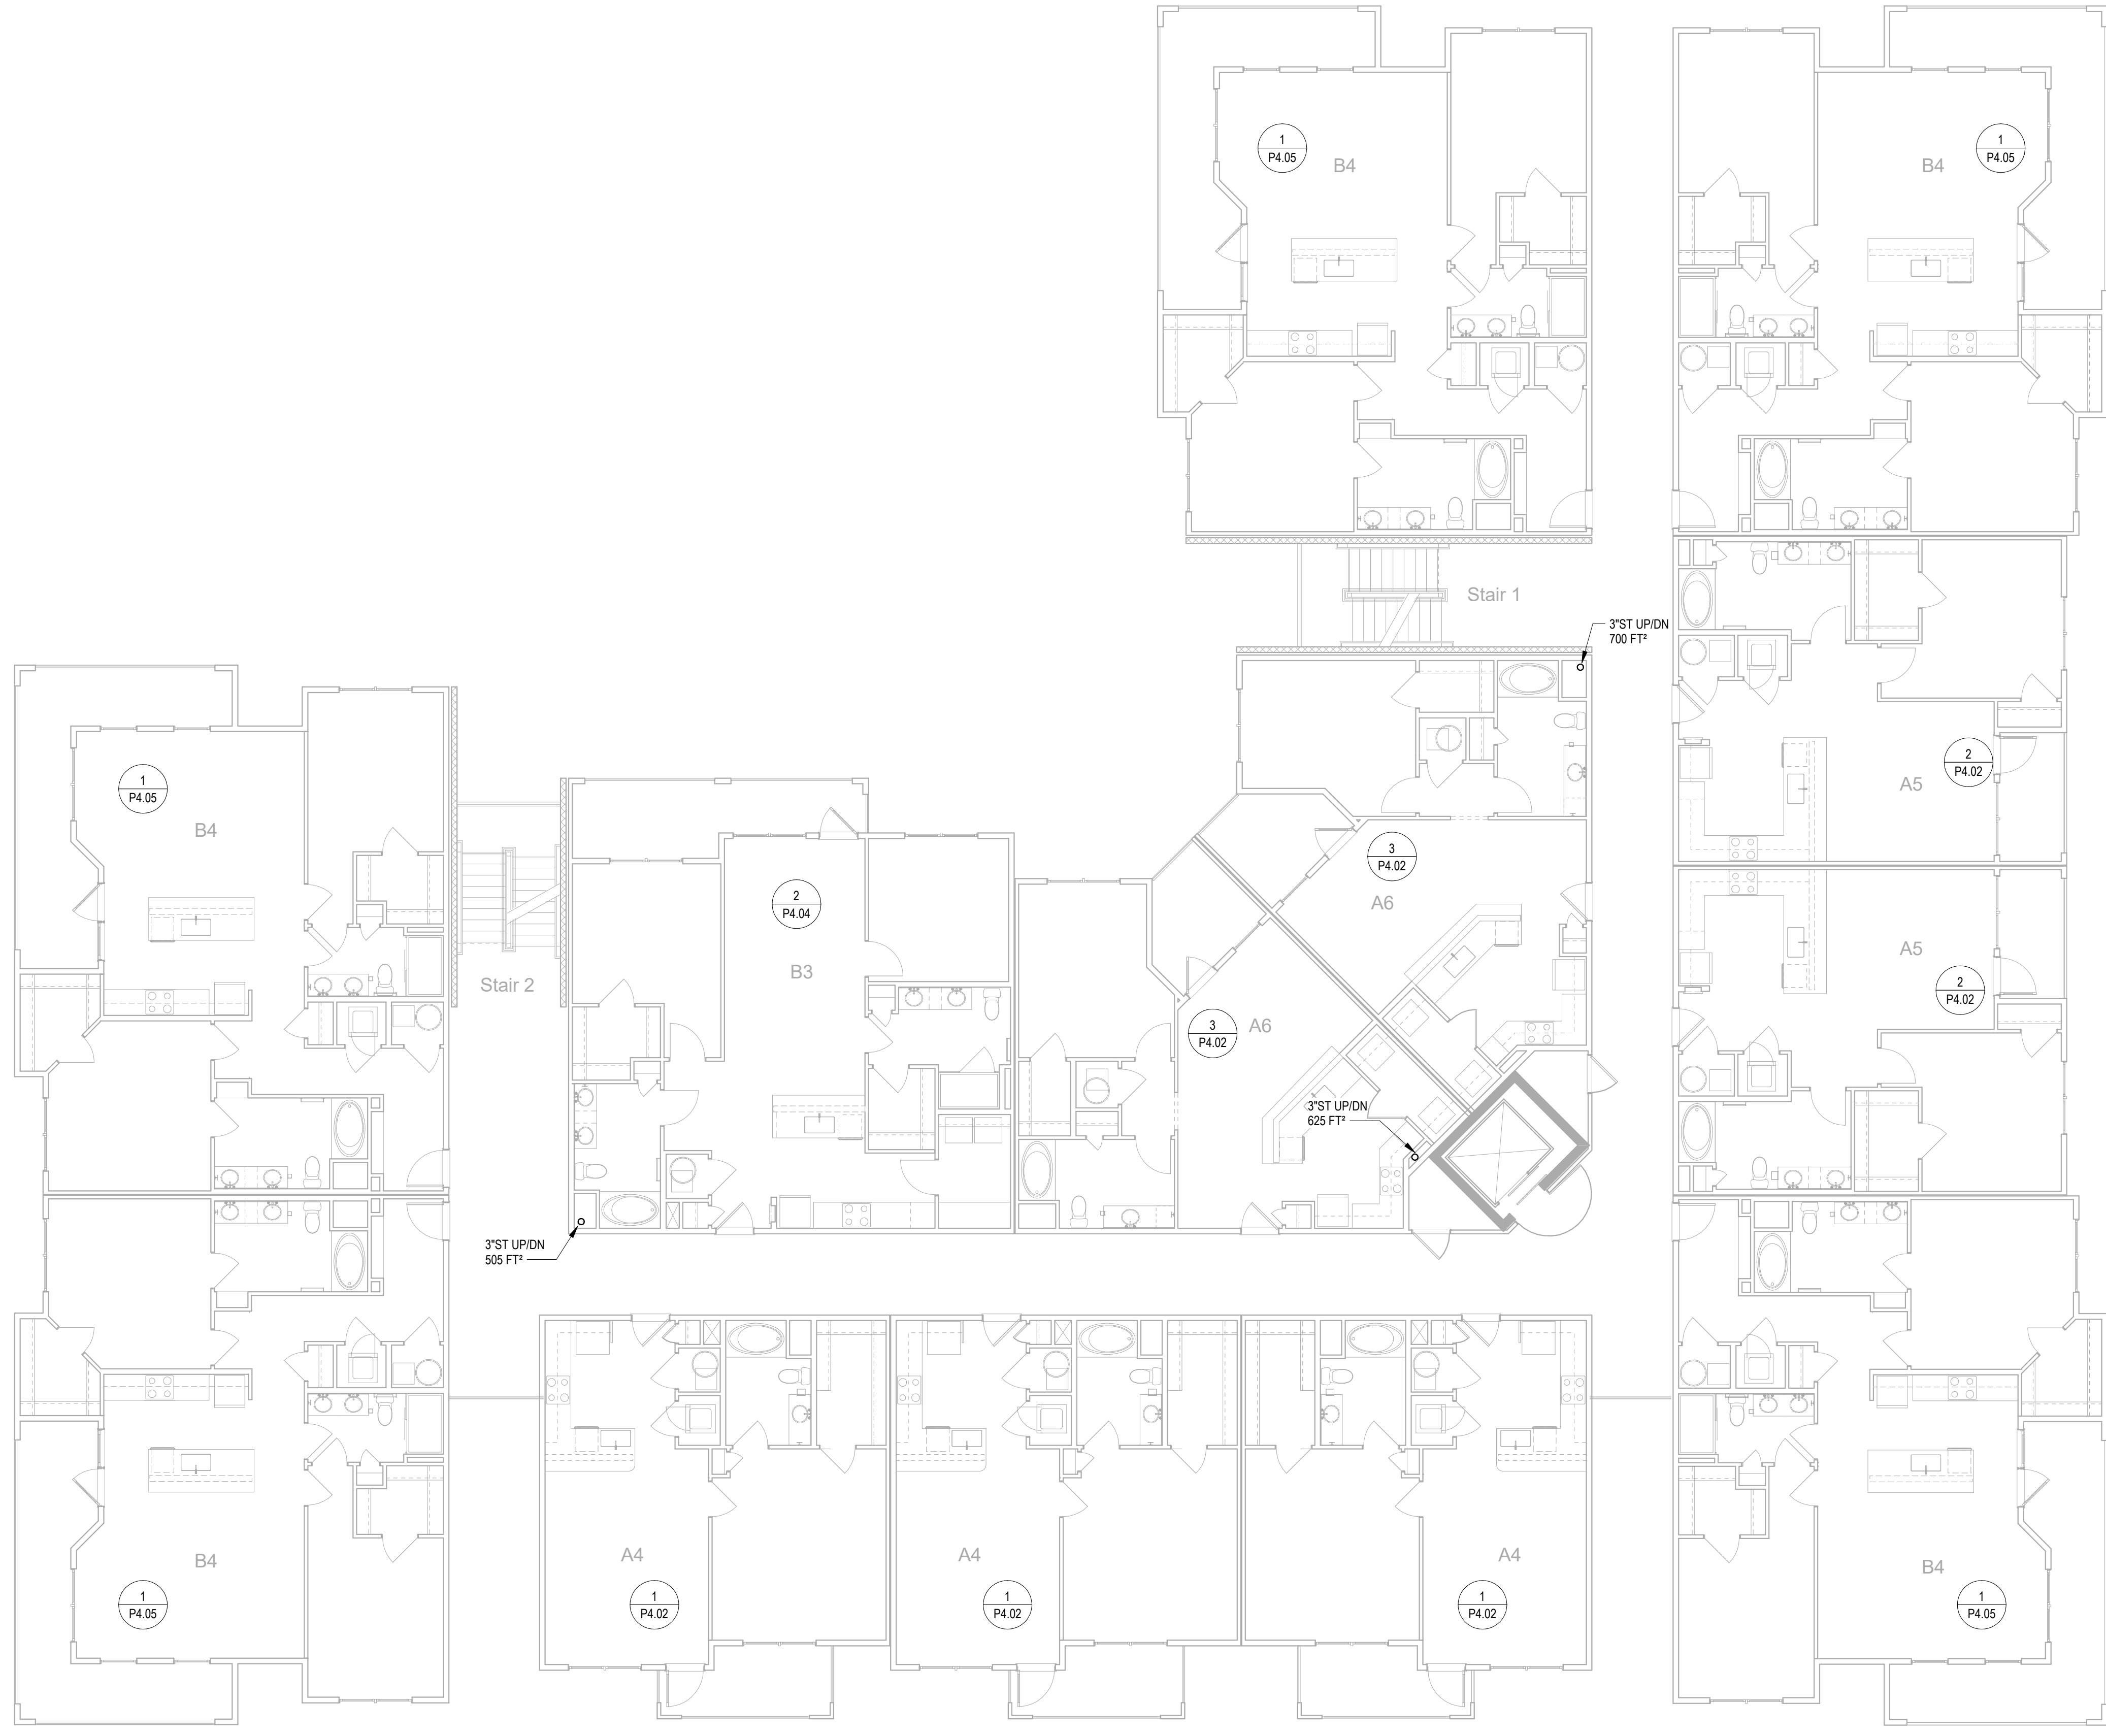 1
P4.05
B4
1
P4.05
B4
Stair 1
3"ST UP/DN
700 FT²
1
P4.05
B4
2
P4.04
B3
Stair 2
3
P4.02
A6
3
P4.02
A6
2
P4.02
A5
A5
2
P4.02
3"ST UP/DN
625 FT²
3"ST UP/DN
505 FT²
B4
1
P4.05
A4
1
P4.02
A4
1
P4.02
A4
1
P4.02
B4
1
P4.05